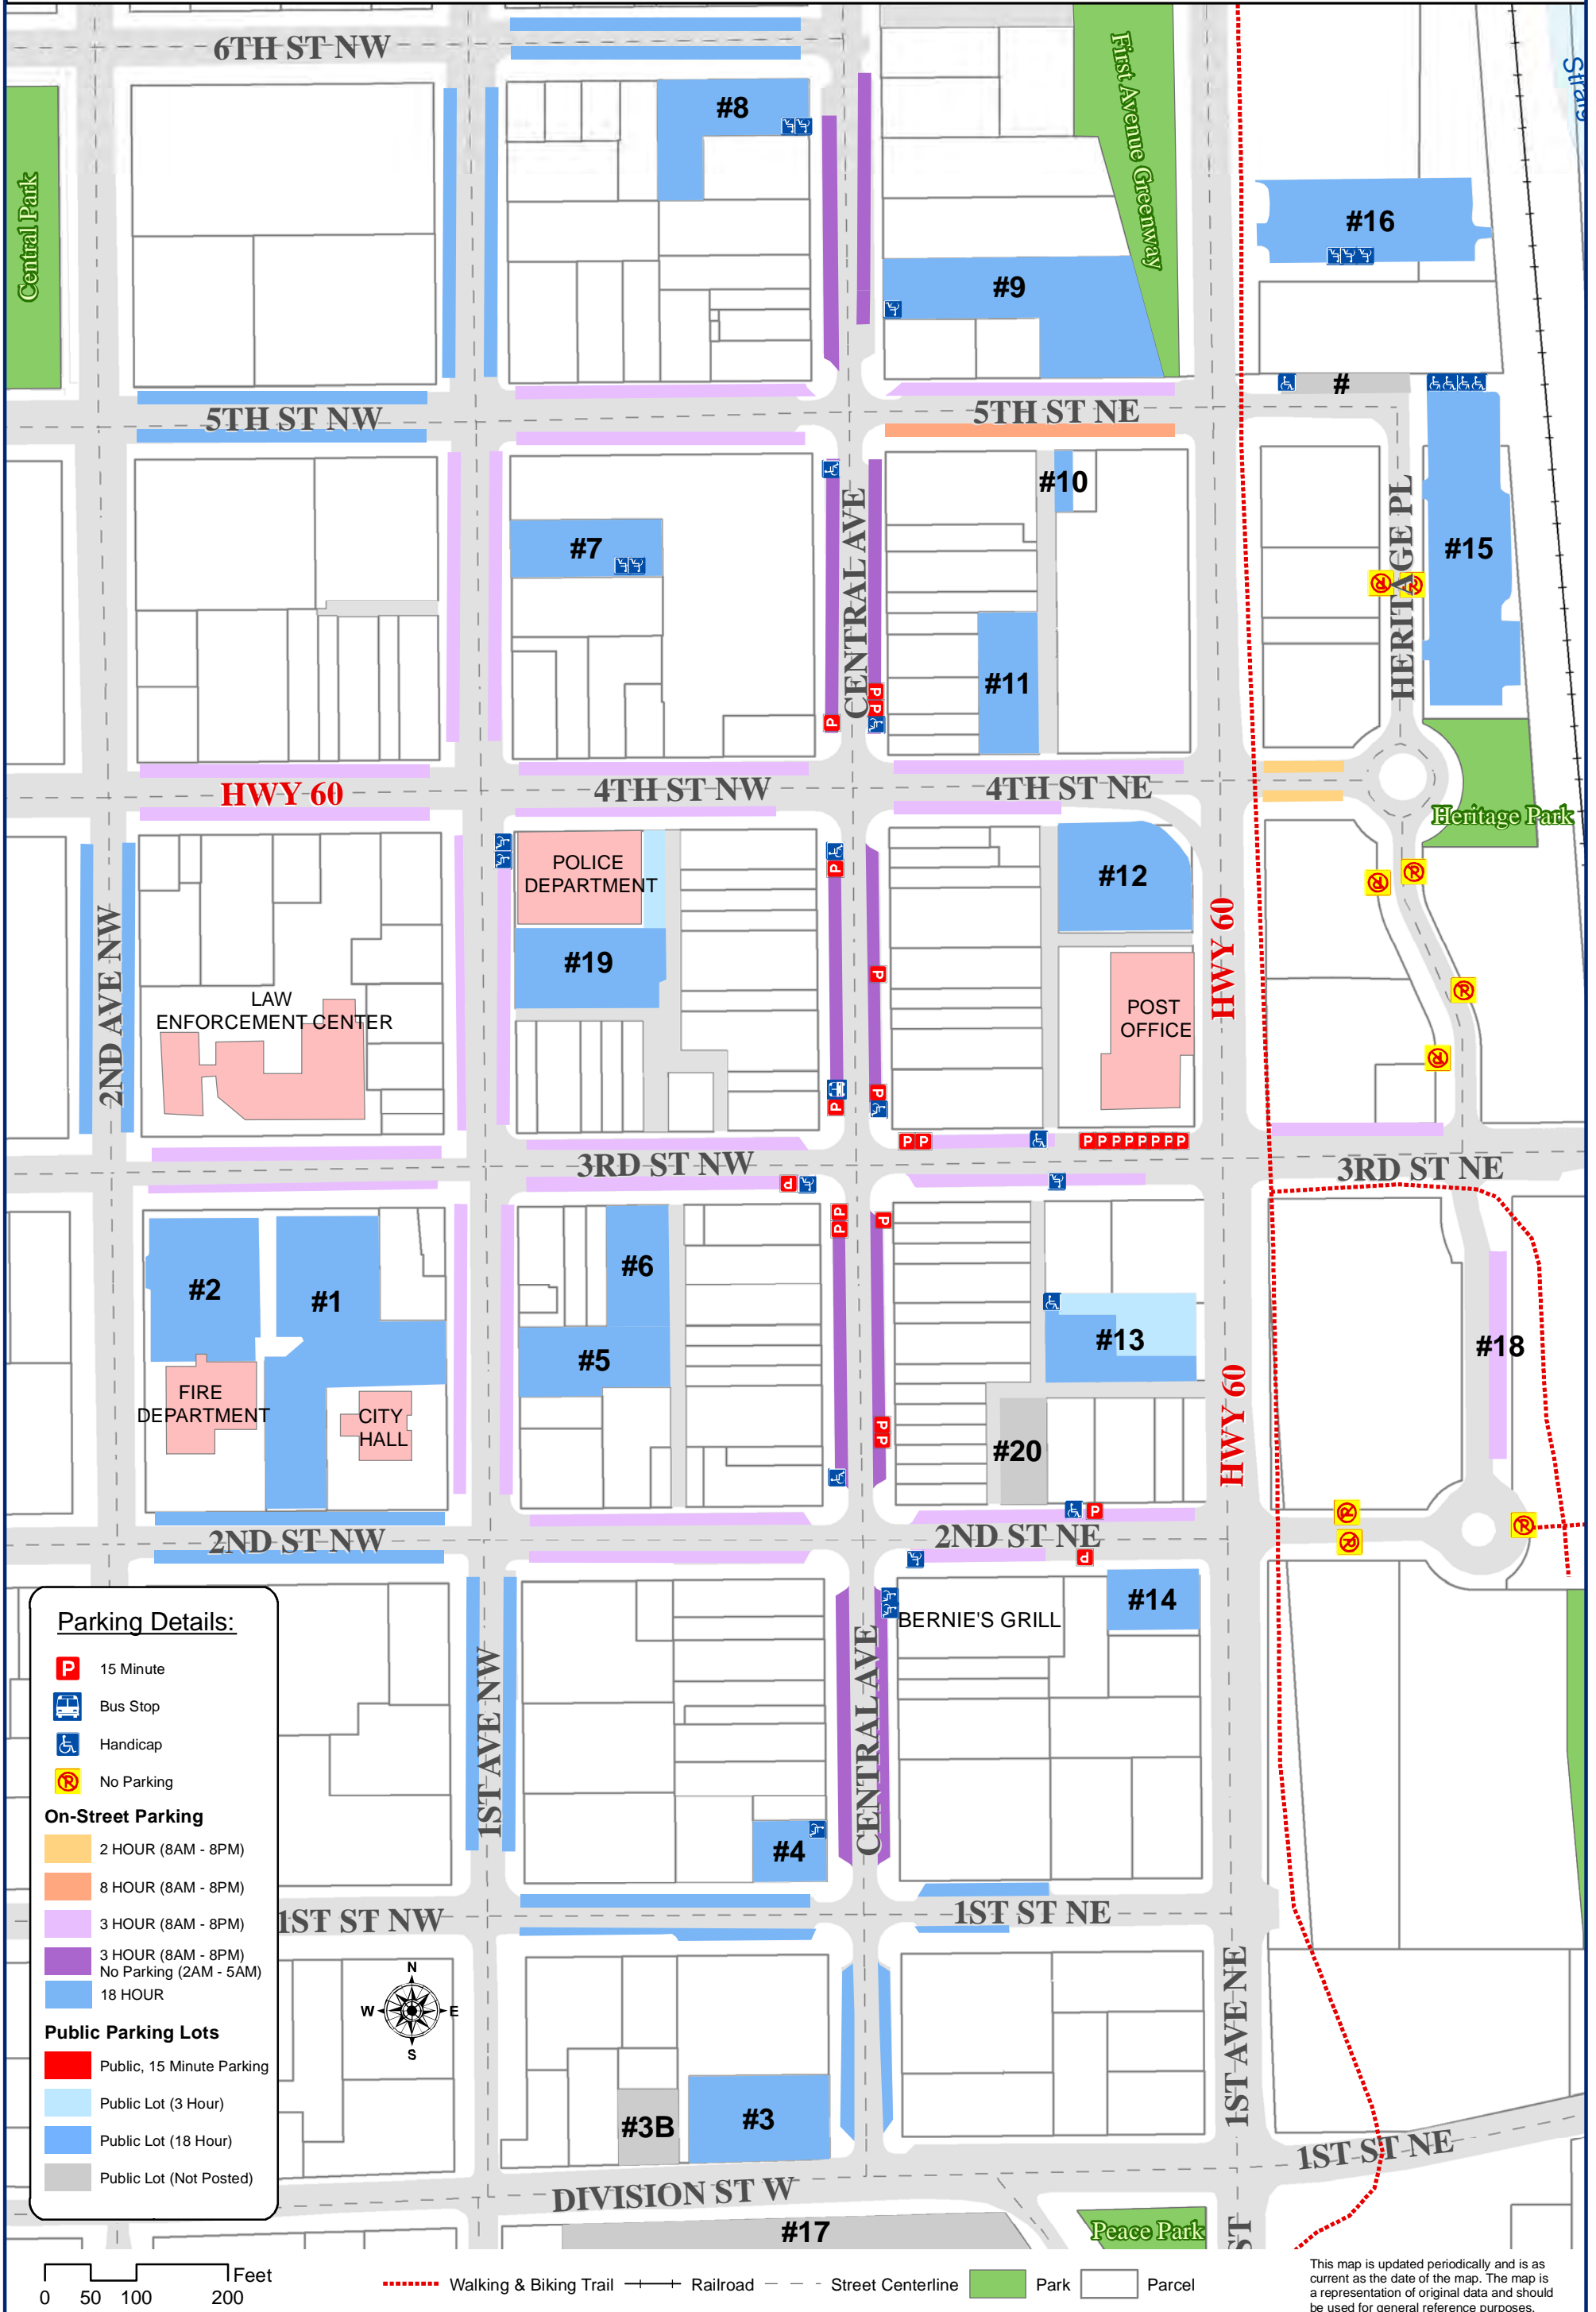 6TH ST NW
#8
First Avenue Greenway
Central Park
#16
#9
#
5TH ST NW
5TH ST NE
#10
#7
#15
CENTRAL AVE
HERITAGE PL
#11
HWY 60
4TH ST NW
4TH ST NE
Heritage Park
POLICE
DEPARTMENT
#12
#19
HWY 60
2ND AVE NW
LAW
ENFORCEMENT CENTER
POST
OFFICE
P
P
P
P
P
P
P
P
P P
P P P P P P P P
3RD ST NW
3RD ST NE
P
P
P
P
#6
#2
#1
#5
#13
#18
FIRE
DEPARTMENT
CITY
HALL
HWY 60
P
P
#20
P
2ND ST NW
2ND ST NE
P
#14
BERNIE'S GRILL
1ST AVE NW
CENTRAL AVE
#4
1ST ST NW
1ST ST NE
N
W E
S
1ST AVE NE
#3B
#3
1ST ST NE
DIVISION ST W
#17
Peace Park
ST
Parking Details:
P 15 Minute
Bus Stop
Handicap
No Parking
On-Street Parking
2 HOUR (8AM - 8PM)
8 HOUR (8AM - 8PM)
3 HOUR (8AM - 8PM)
3 HOUR (8AM - 8PM)
No Parking (2AM - 5AM)
18 HOUR
Public Parking Lots
Public, 15 Minute Parking
Public Lot (3 Hour)
Public Lot (18 Hour)
Public Lot (Not Posted)
Feet
0 50 100 200
Walking & Biking Trail Railroad Street Centerline Park Parcel
This map is updated periodically and is as
current as the date of the map. The map is
a representation of original data and should
be used for general reference purposes.